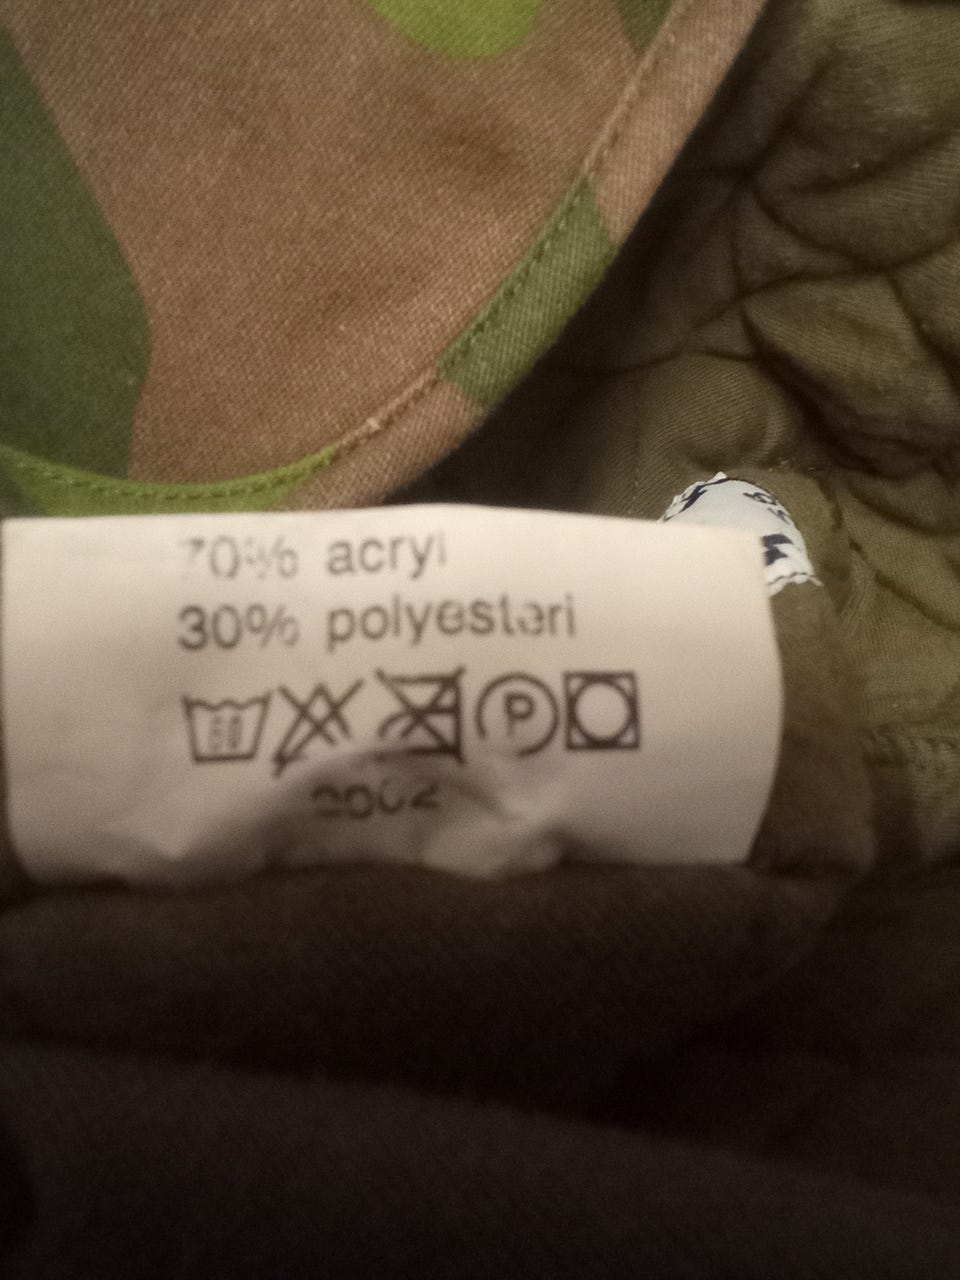 70% acryl
30% polyesteri
P
2002